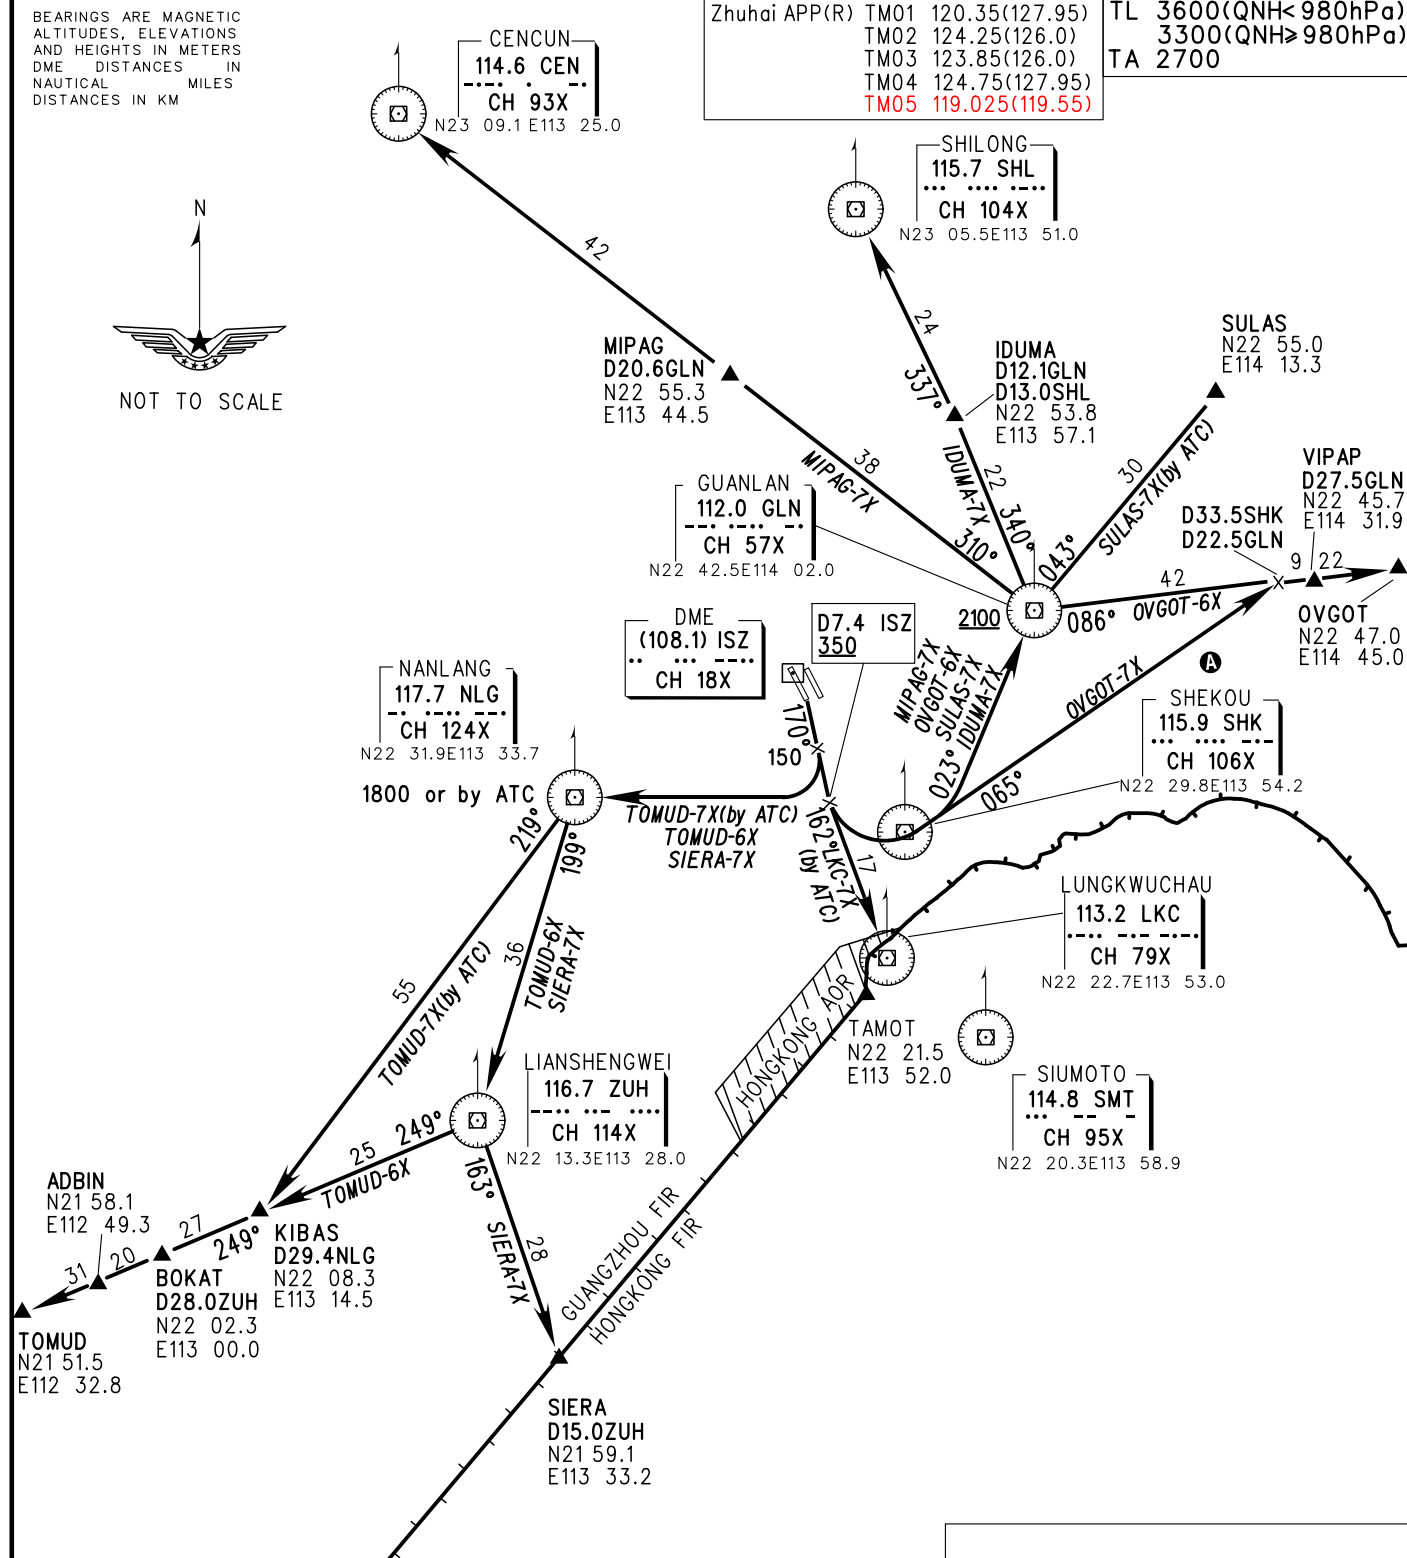 BEARINGS ARE MAGNETIC
ALTITUDES, ELEVATIONS
AND HEIGHTS IN METERS
DME DISTANCES IN
NAUTICAL MILES
DISTANCES IN KM
Zhuhai APP(R) TM01 120.35(127.95)
TM02 124.25(126.0)
TM03 123.85(126.0)
TM04 124.75(127.95)
TM05 119.025(119.55)
TL 3600(QNH<980hPa)
3300(QNH≥980hPa)
TA 2700
CENCUN
114.6 CEN
CH 93X
N23 09.1 E113 25.0
SHILONG
115.7 SHL
CH 104X
N23 05.5E113 51.0
N
NOT TO SCALE
42
24
337°
MIPAG
D20.6GLN
N22 55.3
E113 44.5
IDUMA
D12.1GLN
D13.0SHL
N22 53.8
E113 57.1
SULAS
N22 55.0
E114 13.3
38
MIPAG-7X
310°
22
IDUMA-7X
340°
30
SULAS-7X(by ATC)
043°
GUANLAN
112.0 GLN
CH 57X
N22 42.5E114 02.0
VIPAP
D27.5GLN
N22 45.7
E114 31.9
D33.5SHK
D22.5GLN
9
22
42
OVGOT-6X
086°
2100
OVGOT
N22 47.0
E114 45.0
DME
(108.1) ISZ
CH 18X
D7.4 ISZ
350
MIPAG-7X
OVGOT-6X
SULAS-7X
IDUMA-7X
023°
OVGOT-7X
065°
A
NANLANG
117.7 NLG
CH 124X
N22 31.9E113 33.7
170°
150
SHEKOU
115.9 SHK
CH 106X
N22 29.8E113 54.2
1800 or by ATC
TOMUD-7X(by ATC)
TOMUD-6X
SIERA-7X
162°LKC-7X
(by ATC)
17
219°
199°
LUNGKWUCHAU
113.2 LKC
CH 79X
N22 22.7E113 53.0
55
TOMUD-7X(by ATC)
36
TOMUD-6X
SIERA-7X
HONGKONG AOR
TAMOT
N22 21.5
E113 52.0
LIANSHENGWEI
116.7 ZUH
CH 114X
N22 13.3E113 28.0
SIUMOTO
114.8 SMT
CH 95X
N22 20.3E113 58.9
249°
25
TOMUD-6X
163°
SIERA-7X
28
ADBIN
N21 58.1
E112 49.3
27
249°
20
31
KIBAS
D29.4NLG
N22 08.3
E113 14.5
BOKAT
D28.0ZUH
N22 02.3
E113 00.0
TOMUD
N21 51.5
E112 32.8
GUANGZHOU FIR
HONGKONG FIR
SIERA
D15.0ZUH
N21 59.1
E113 33.2